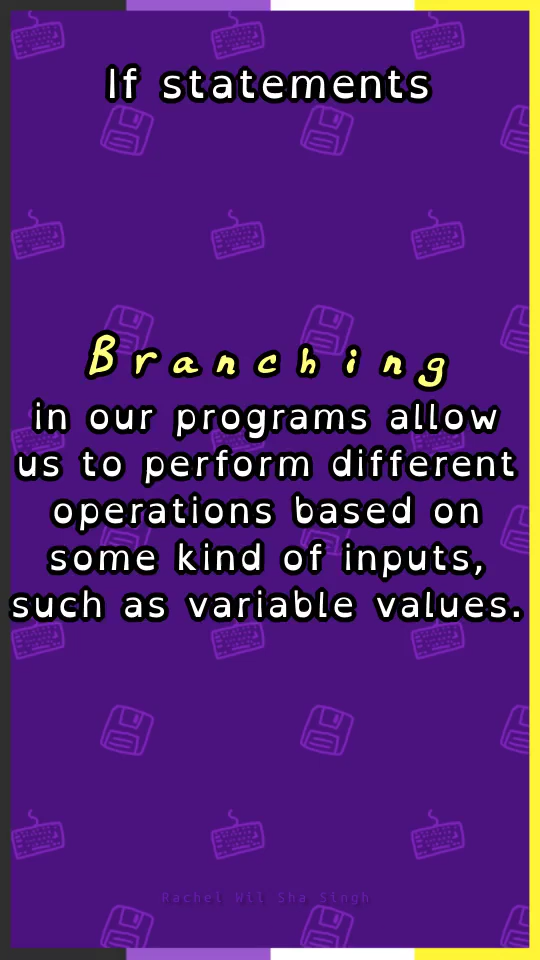 If statements
Branching
in our programs allow
us to perform different
operations based on
some kind of inputs,
such as variable values.
Rachel Wil Sha Singh